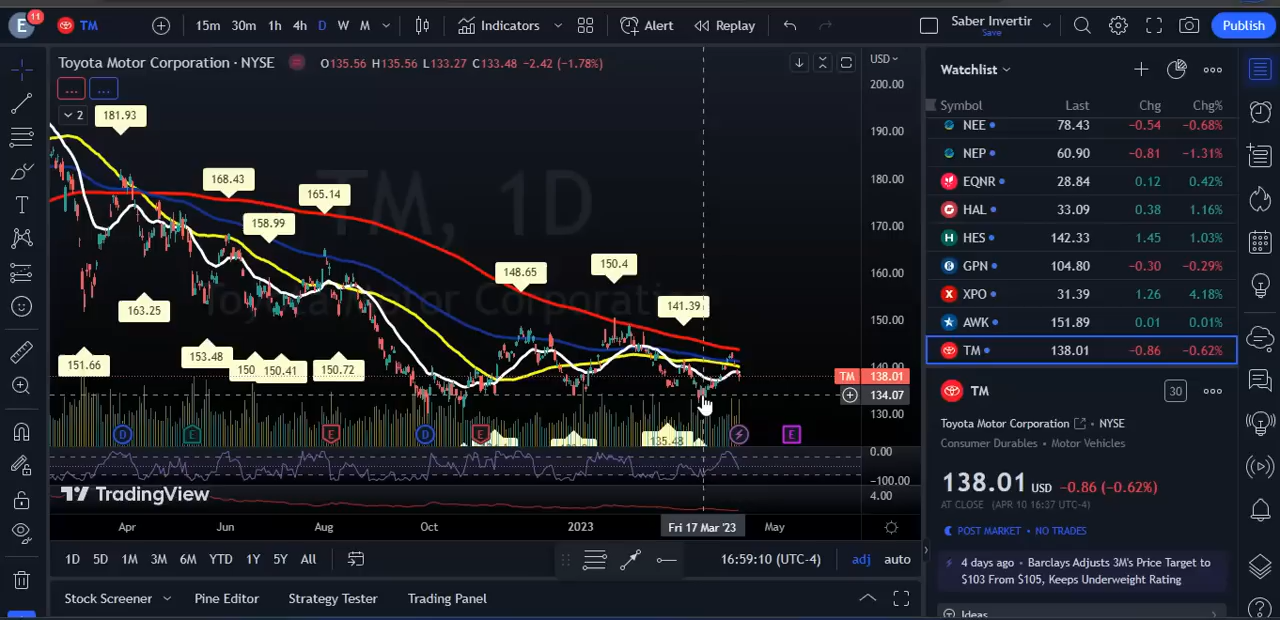 E 11 TM 15m 30m 1h 4h D W M Indicators Alert Replay Saber Invertir Save Publish
Toyota Motor Corporation · NYSE O135.56 H135.56 L133.27 C133.48 −2.42 (−1.78%) USD
... ...
2
TM, 1D
Toyota Motor Corporation
181.93
168.43
165.14
158.99
163.25
151.66
153.48
150.41
150.72
148.65
150.4
141.39
135.48
200.00
190.00
180.00
170.00
160.00
150.00
140.00
TM 138.01
134.07
130.00
0.00
−100.00
4.00
D E E D E E
TradingView
Apr Jun Aug Oct 2023 Fri 17 Mar '23 May
1D 5D 1M 3M 6M YTD 1Y 5Y All 16:59:10 (UTC-4) adj auto
Stock Screener Pine Editor Strategy Tester Trading Panel
Watchlist
Symbol Last Chg Chg%
NEE 78.43 −0.54 −0.68%
NEP 60.90 −0.81 −1.31%
EQNR 28.84 0.12 0.42%
HAL 33.09 0.38 1.16%
HES 142.33 1.45 1.03%
GPN 104.80 −0.30 −0.29%
XPO 31.39 1.26 4.18%
AWK 151.89 0.01 0.01%
TM 138.01 −0.86 −0.62%
TM 30
Toyota Motor Corporation • NYSE
Consumer Durables • Motor Vehicles
138.01 USD −0.86 (−0.62%)
AT CLOSE (APR 10 16:37 UTC-4)
POST MARKET • NO TRADES
4 days ago • Barclays Adjusts 3M's Price Target to
$103 From $105, Keeps Underweight Rating
Ideas